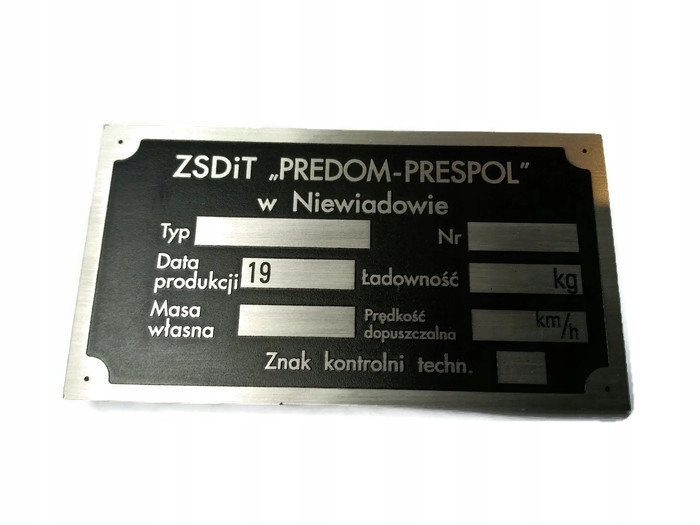 ZSDiT „PREDOM-PRESPOL”
w Niewiadowie
Typ Nr
Data produkcji 19 Ładowność kg
Masa własna Prędkość dopuszczalna km/h
Znak kontrolni techn.